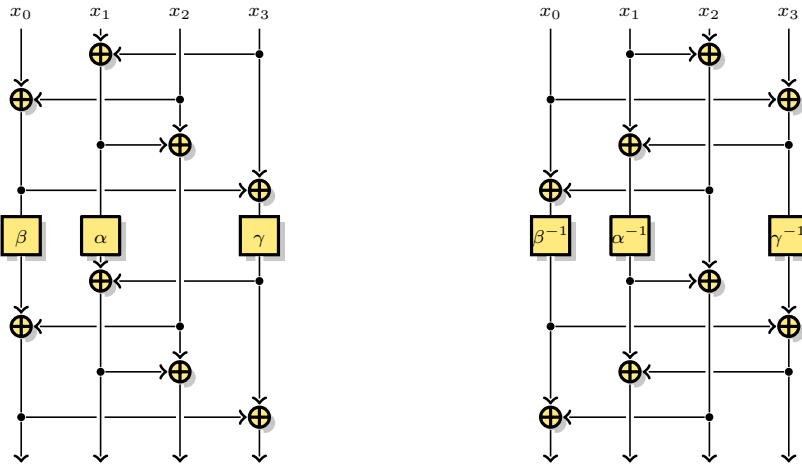 x₀ x₁ x₂ x₃ x₀ x₁ x₂ x₃
β α γ β⁻¹ α⁻¹ γ⁻¹